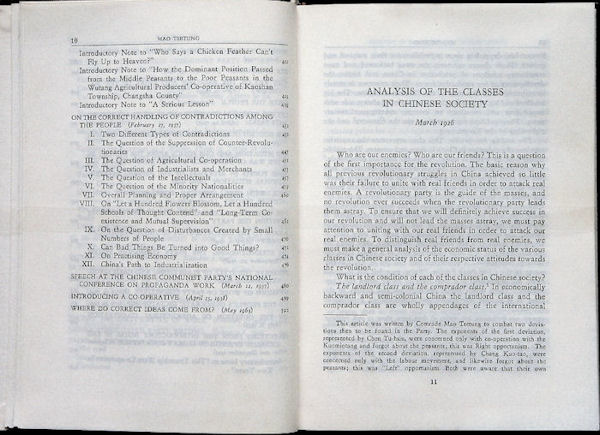 10
MAO TSETUNG
Introductory Note to "Who Says a Chicken Feather Can't
Fly Up to Heaven?"
Introductory Note to "How the Dominant Position Passed
from the Middle Peasants to the Poor Peasants in the
Wutang Agricultural Producers' Co-operative of Kaoshan
Township, Changsha County"
Introductory Note to "A Serious Lesson"
ON THE CORRECT HANDLING OF CONTRADICTIONS AMONG
THE PEOPLE (February 27, 1957)
I. Two Different Types of Contradictions
II. The Question of the Suppression of Counter-Revolu-
tionaries
III. The Question of Agricultural Co-operation
IV. The Question of Industrialists and Merchants
V. The Question of the Intellectuals
VI. The Question of the Minority Nationalities
VII. Overall Planning and Proper Arrangement
VIII. On "Let a Hundred Flowers Blossom, Let a Hundred
Schools of Thought Contend" and "Long-Term Co-
existence and Mutual Supervision"
IX. On the Question of Disturbances Created by Small
Numbers of People
X. Can Bad Things Be Turned into Good Things?
XI. On Practising Economy
XII. China's Path to Industrialization
SPEECH AT THE CHINESE COMMUNIST PARTY'S NATIONAL
CONFERENCE ON PROPAGANDA WORK (March 12, 1957) 480
INTRODUCING A CO-OPERATIVE (April 15, 1958) 499
WHERE DO CORRECT IDEAS COME FROM? (May 1963) 502
ANALYSIS OF THE CLASSES
IN CHINESE SOCIETY
March 1926
Who are our enemies? Who are our friends? This is a question
of the first importance for the revolution. The basic reason why
all previous revolutionary struggles in China achieved so little
was their failure to unite with real friends in order to attack real
enemies. A revolutionary party is the guide of the masses, and
no revolution ever succeeds when the revolutionary party leads
them astray. To ensure that we will definitely achieve success in
our revolution and will not lead the masses astray, we must pay
attention to uniting with our real friends in order to attack our
real enemies. To distinguish real friends from real enemies, we
must make a general analysis of the economic status of the various
classes in Chinese society and of their respective attitudes towards
the revolution.
What is the condition of each of the classes in Chinese society?
The landlord class and the comprador class.¹ In economically
backward and semi-colonial China the landlord class and the
comprador class are wholly appendages of the international
This article was written by Comrade Mao Tsetung to combat two devia-
tions then to be found in the Party. The exponents of the first deviation,
represented by Chen Tu-hsiu, were concerned only with co-operation with the
Kuomintang and forgot about the peasants; this was Right opportunism. The
exponents of the second deviation, represented by Chang Kuo-tao, were
concerned only with the labour movement, and likewise forgot about the
peasants; this was "Left" opportunism. Both were aware that their own
11